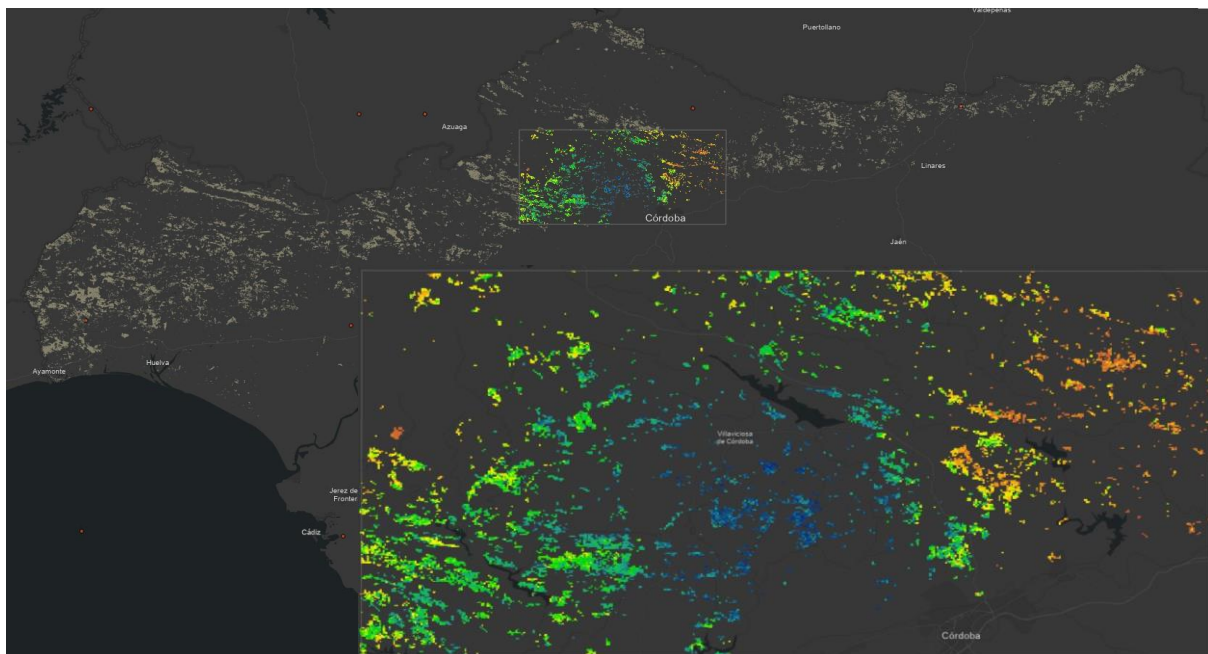 Valdepeñas
Puertollano
Azuaga
Linares
Córdoba
Jaén
Huelva
Ayamonte
Villaviciosa
de Córdoba
Jerez de
Fronter
Cádiz
Córdoba